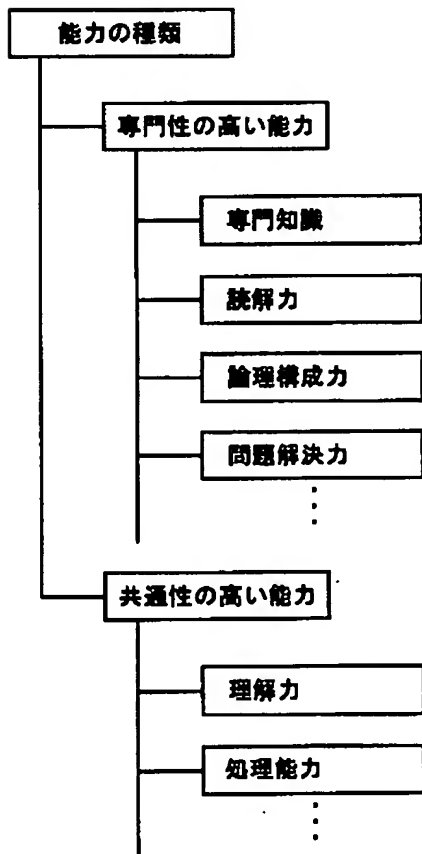 能力の種類
専門性の高い能力
専門知識
読解力
論理構成力
問題解決力
共通性の高い能力
理解力
処理能力